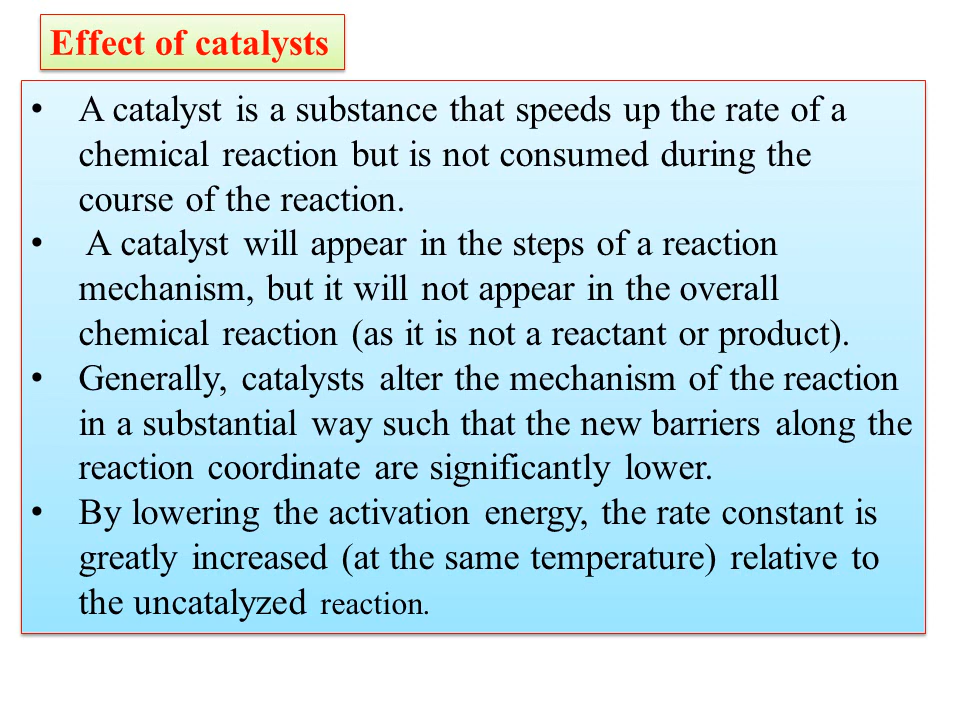 Effect of catalysts
• A catalyst is a substance that speeds up the rate of a
chemical reaction but is not consumed during the
course of the reaction.
• A catalyst will appear in the steps of a reaction
mechanism, but it will not appear in the overall
chemical reaction (as it is not a reactant or product).
• Generally, catalysts alter the mechanism of the reaction
in a substantial way such that the new barriers along the
reaction coordinate are significantly lower.
• By lowering the activation energy, the rate constant is
greatly increased (at the same temperature) relative to
the uncatalyzed reaction.